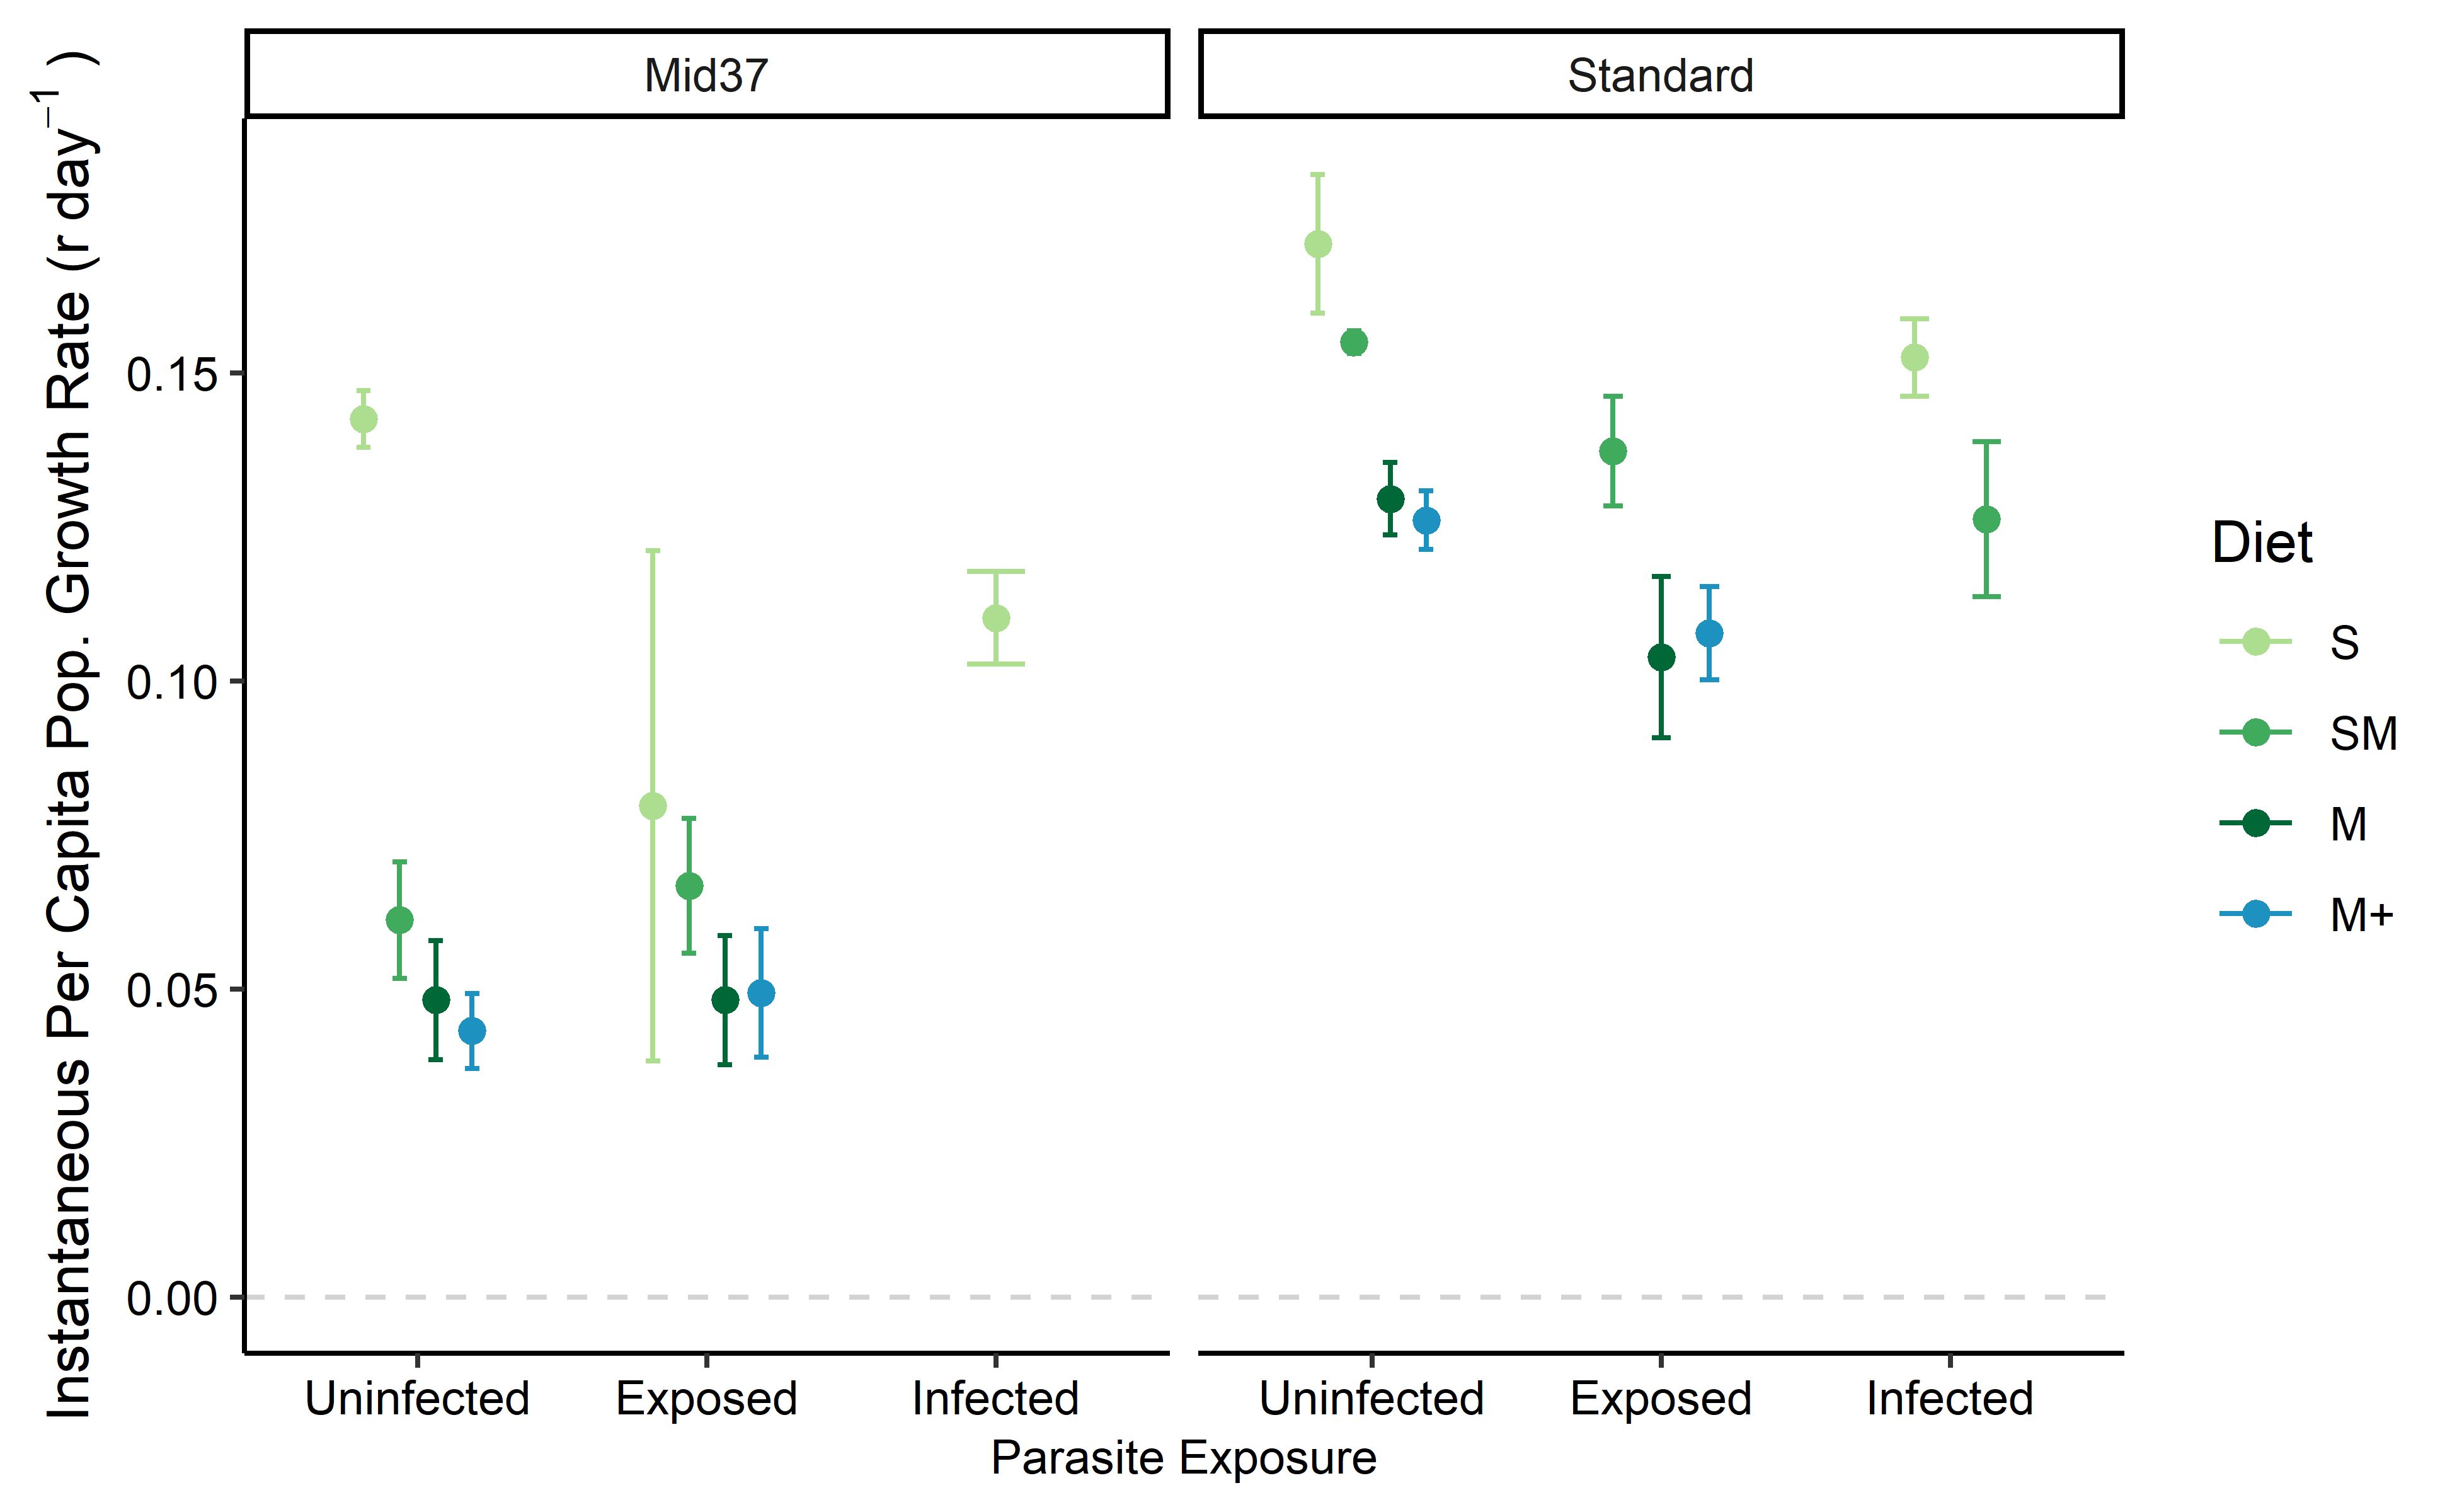 Mid37
Standard
Instantaneous Per Capita Pop. Growth Rate (r day⁻¹ )
0.15
0.10
0.05
0.00
Uninfected
Exposed
Infected
Uninfected
Exposed
Infected
Parasite Exposure
Diet
S
SM
M
M+